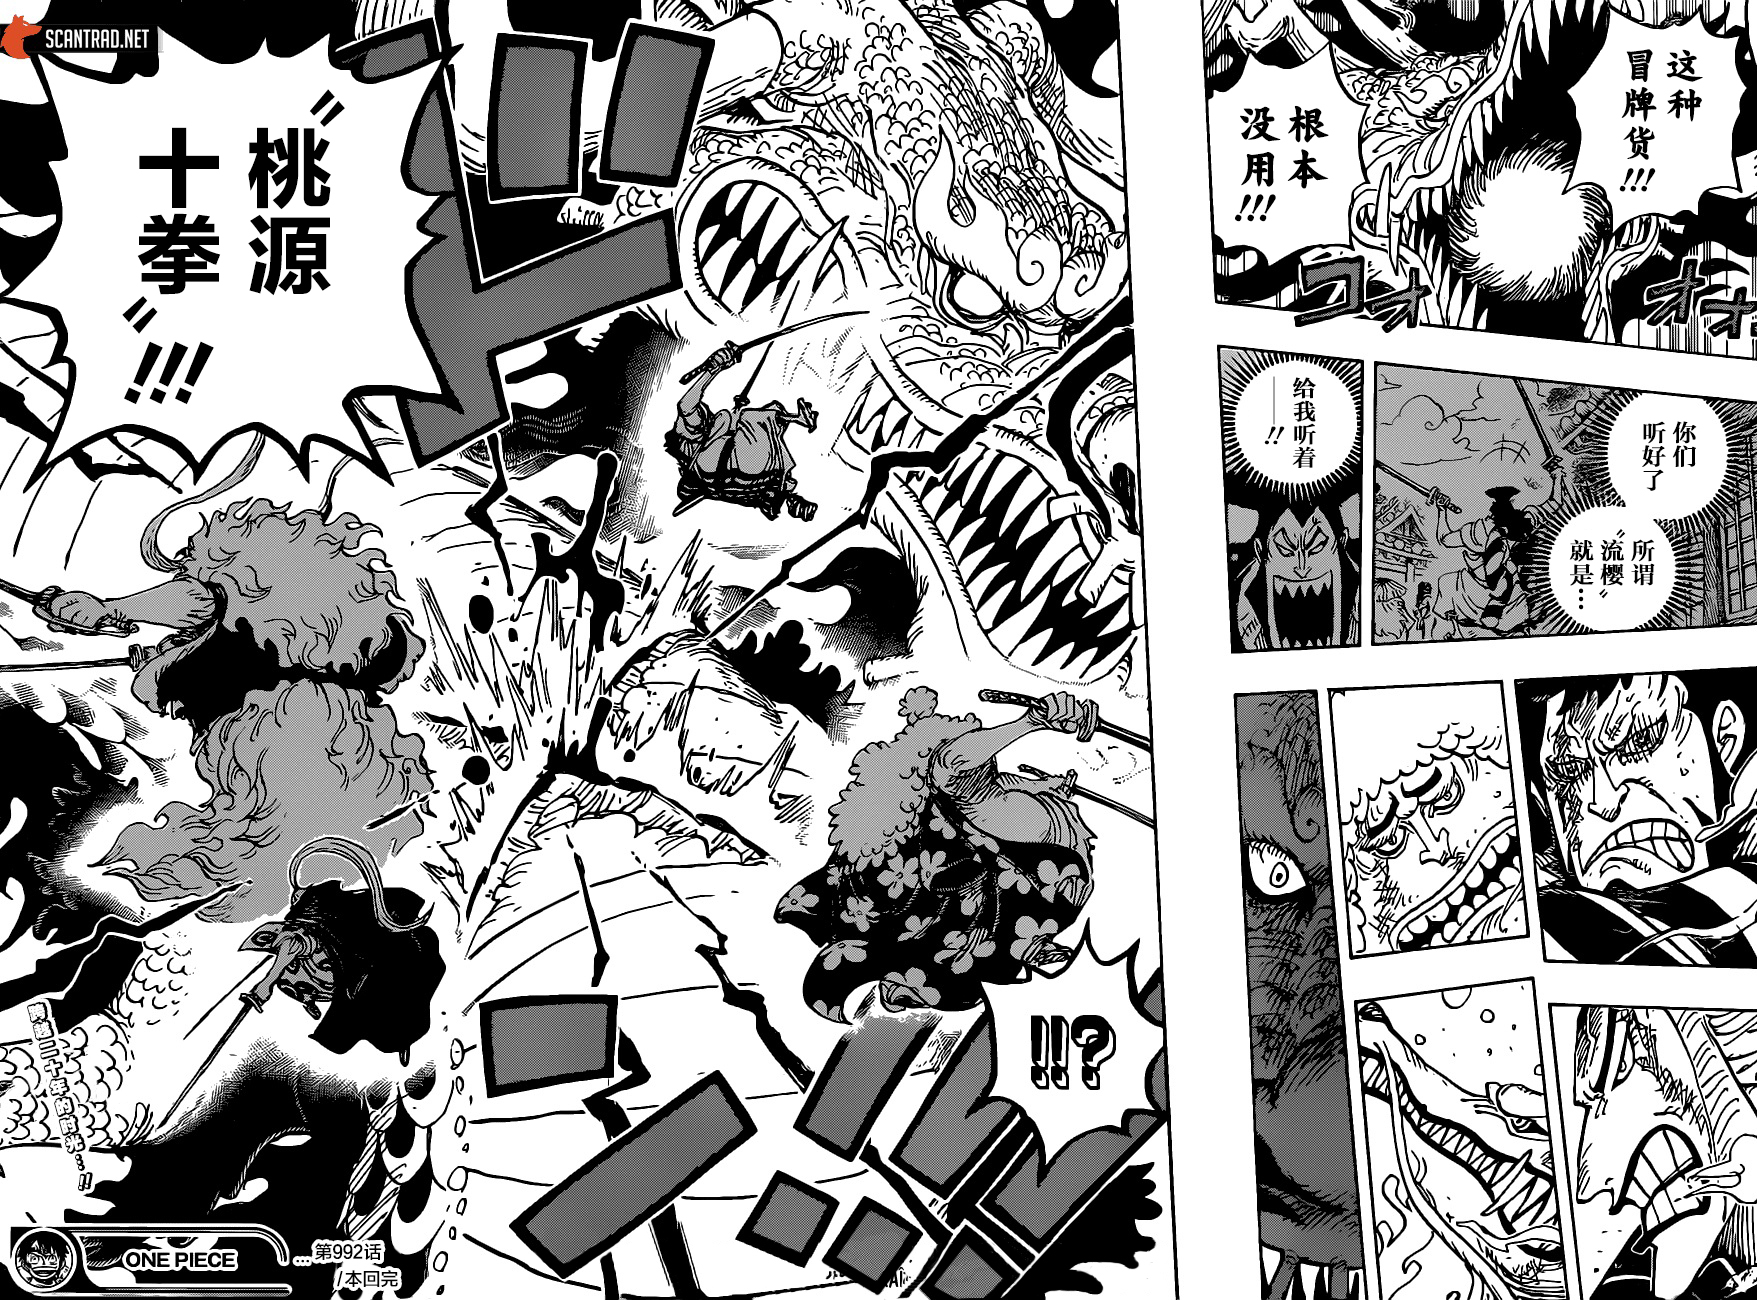 这种
冒牌货!!!
根本
没用!!!
コォ
オォ
你们
听好了
所谓
“流樱”
就是…
给我听着
——!!
SCANTRAD.NET
“桃源
十拳”!!!
!!?
跨越二十年的时光…!!
ONE PIECE
...第992话
/本回完